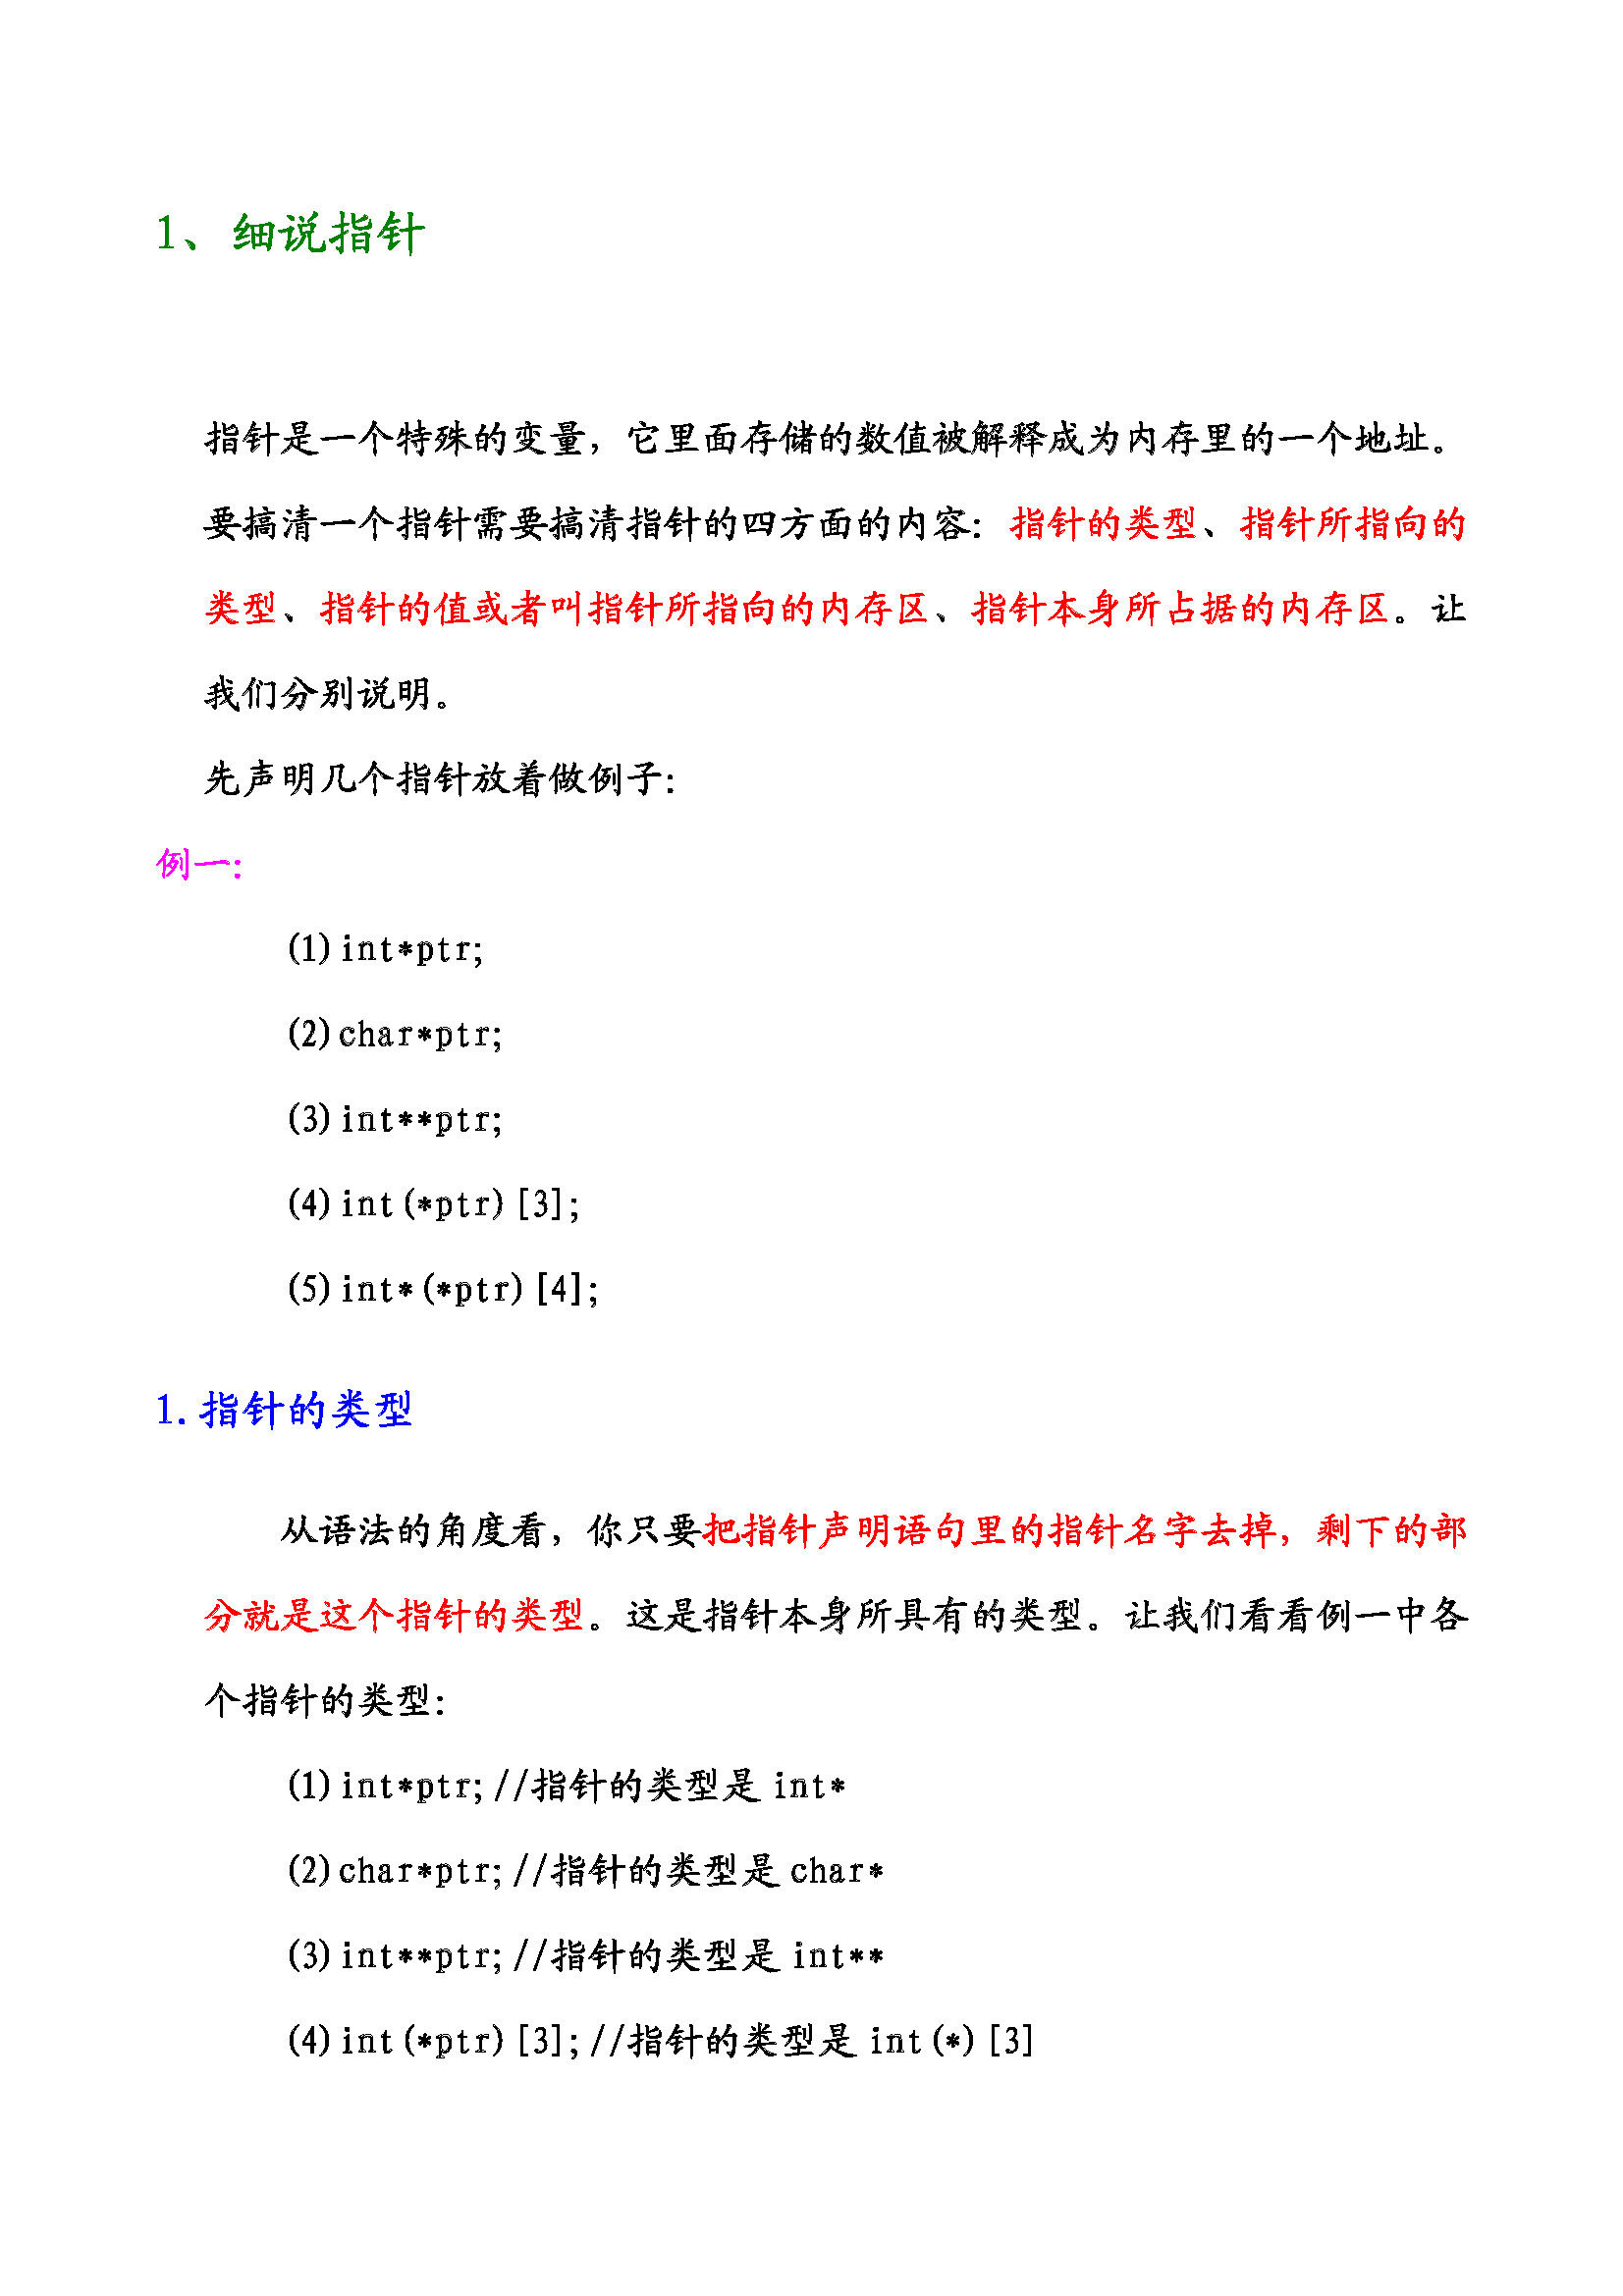 1、细说指针
指针是一个特殊的变量，它里面存储的数值被解释成为内存里的一个地址。
要搞清一个指针需要搞清指针的四方面的内容：指针的类型、指针所指向的
类型、指针的值或者叫指针所指向的内存区、指针本身所占据的内存区。让
我们分别说明。
先声明几个指针放着做例子：
例一：
(1)int*ptr;
(2)char*ptr;
(3)int**ptr;
(4)int(*ptr)[3];
(5)int*(*ptr)[4];
1.指针的类型
从语法的角度看，你只要把指针声明语句里的指针名字去掉，剩下的部
分就是这个指针的类型。这是指针本身所具有的类型。让我们看看例一中各
个指针的类型：
(1)int*ptr;//指针的类型是 int*
(2)char*ptr;//指针的类型是 char*
(3)int**ptr;//指针的类型是 int**
(4)int(*ptr)[3];//指针的类型是 int(*)[3]